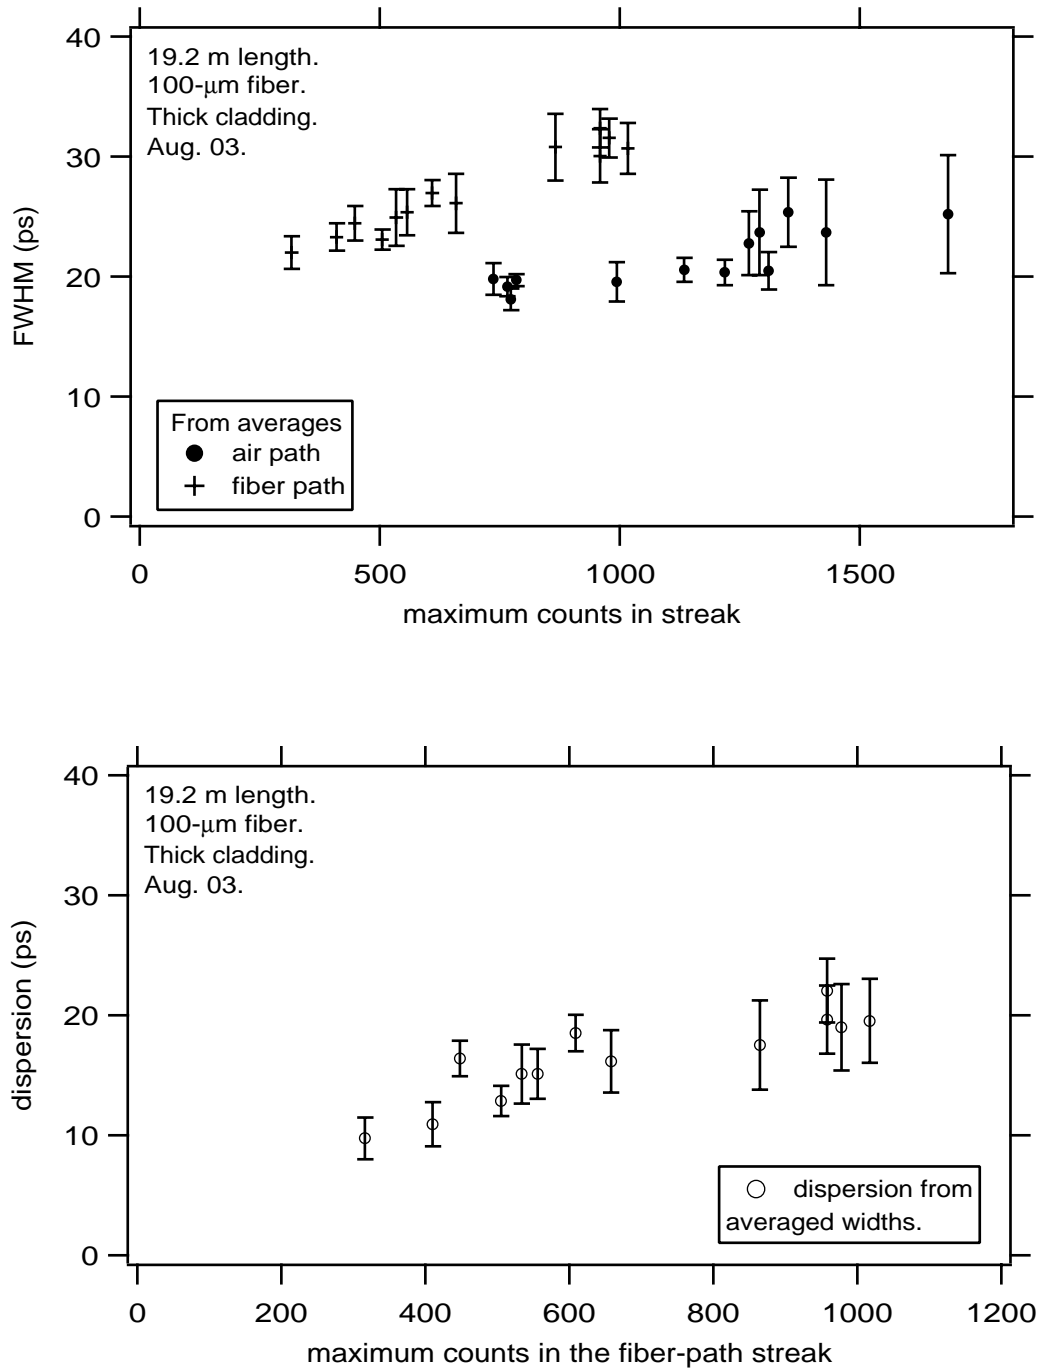 40
30
20
10
0
FWHM (ps)
19.2 m length.
100-μm fiber.
Thick cladding.
Aug. 03.
From averages
air path
fiber path
0 500 1000 1500
maximum counts in streak
40
30
20
10
0
dispersion (ps)
19.2 m length.
100-μm fiber.
Thick cladding.
Aug. 03.
dispersion from
averaged widths.
0 200 400 600 800 1000 1200
maximum counts in the fiber-path streak